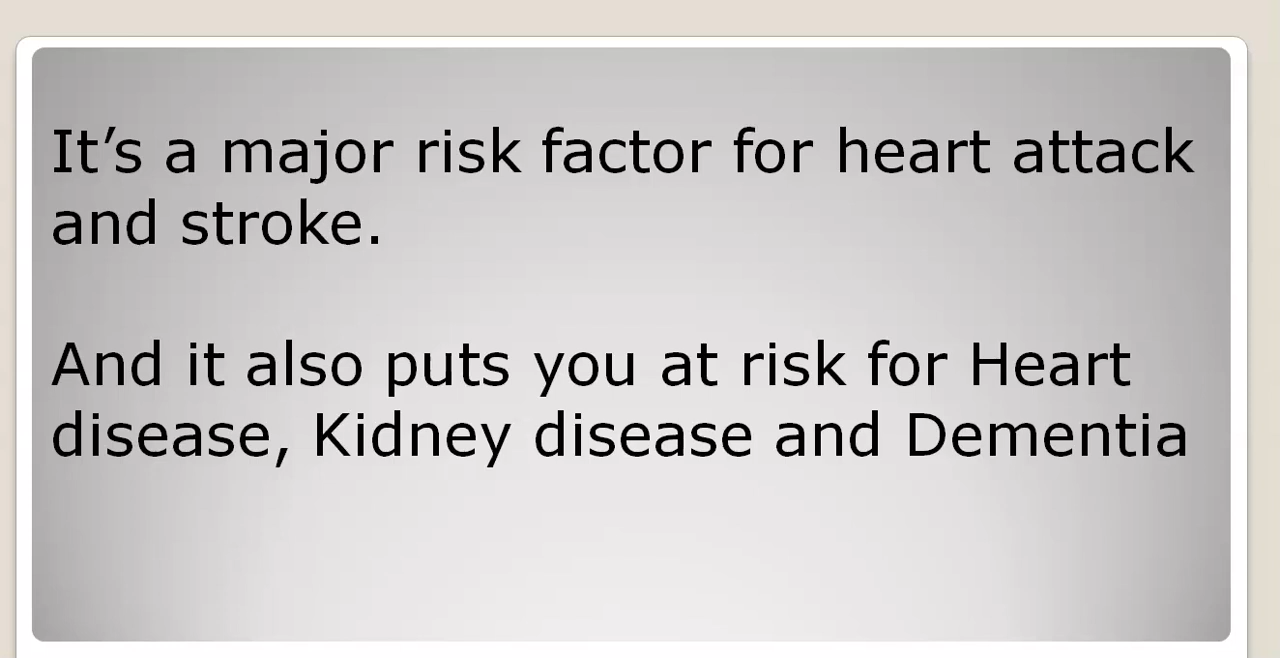 It’s a major risk factor for heart attack
and stroke.
And it also puts you at risk for Heart
disease, Kidney disease and Dementia